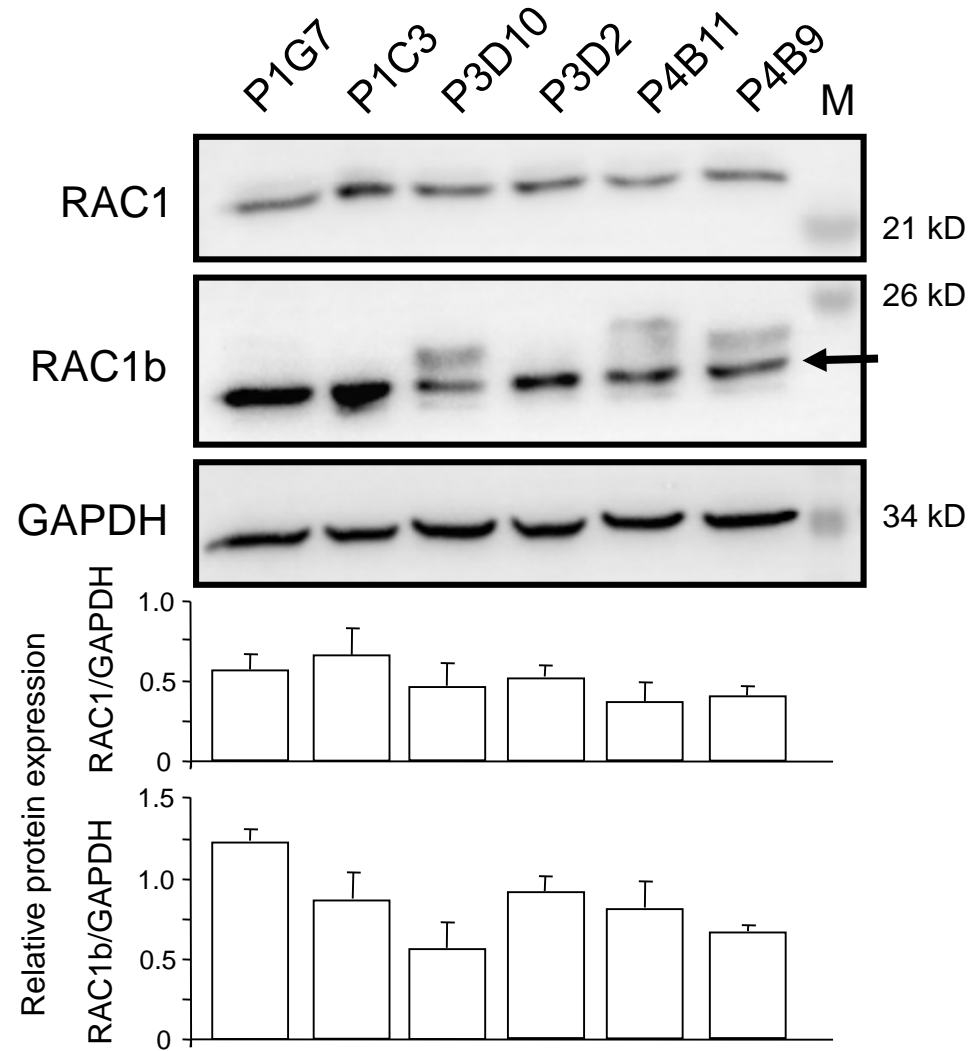 P1G7 P1C3 P3D10 P3D2 P4B11 P4B9 M
RAC1
21 kD
26 kD
RAC1b
GAPDH
34 kD
Relative protein expression
RAC1/GAPDH
1.0
0.5
0
RAC1b/GAPDH
1.5
1.0
0.5
0